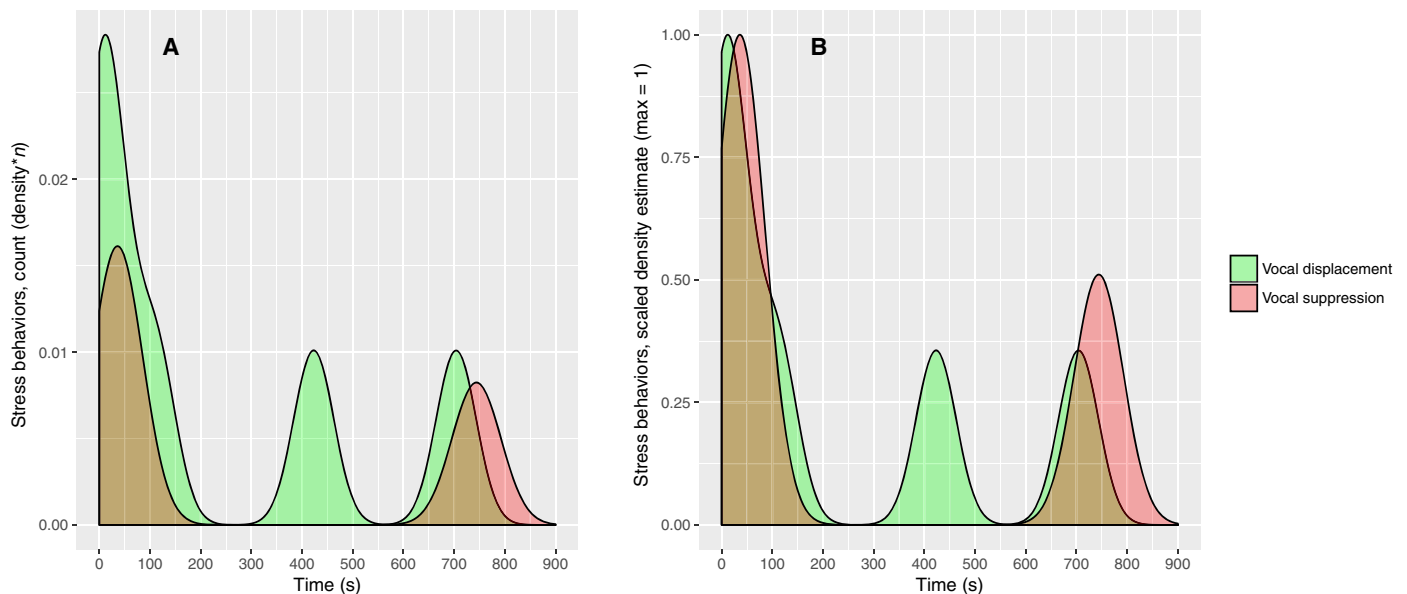 A
Stress behaviors, count (density*n)
0.02
0.01
0.00
0 100 200 300 400 500 600 700 800 900
Time (s)
B
Stress behaviors, scaled density estimate (max = 1)
1.00
0.75
0.50
0.25
0.00
0 100 200 300 400 500 600 700 800 900
Time (s)
Vocal displacement
Vocal suppression